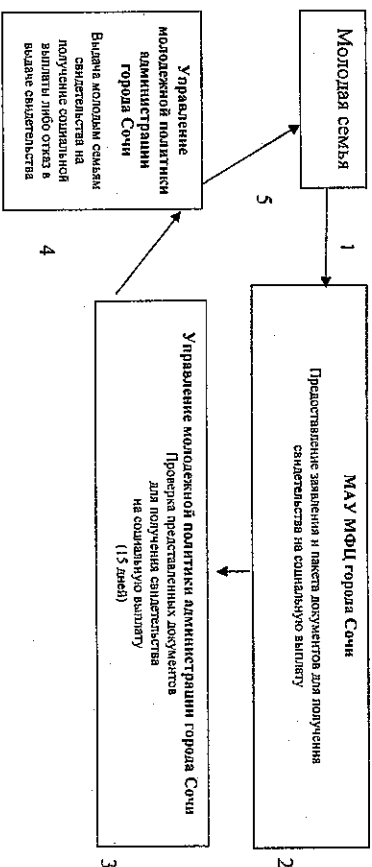 Молодая семья
1
МАУ МФЦ города Сочи
Предоставление заявления и пакета документов для получения
свидетельства на социальную выплату
2
Управление молодежной политики администрации города Сочи
Проверка представленных документов
для получения свидетельства
на социальную выплату
(15 дней)
3
Управление
молодежной политики
администрации
города Сочи
Выдача молодым семьям
свидетельства на
получение социальной
выплаты либо отказ в
выдаче свидетельства
4
5